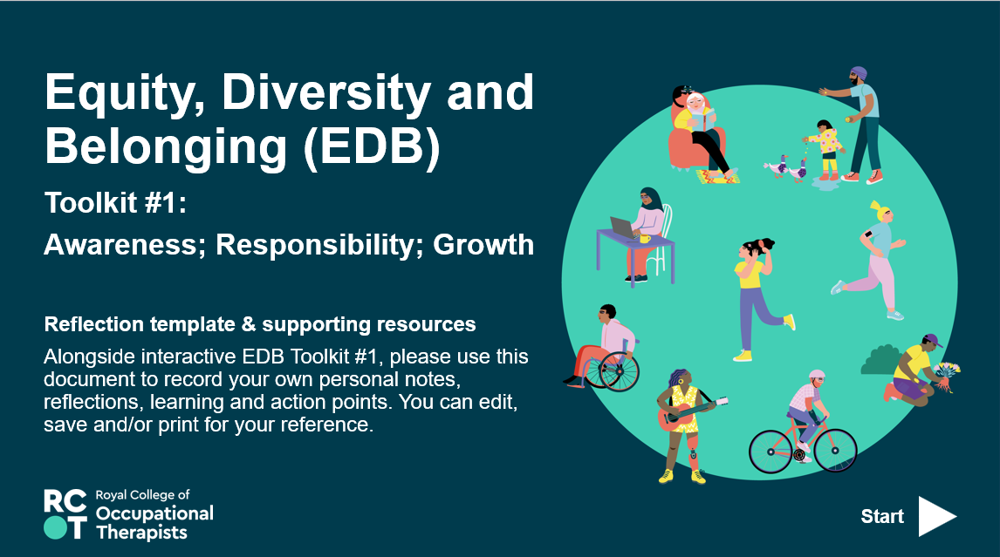 Equity, Diversity and
Belonging (EDB)
Toolkit #1:
Awareness; Responsibility; Growth
Reflection template & supporting resources
Alongside interactive EDB Toolkit #1, please use this
document to record your own personal notes,
reflections, learning and action points. You can edit,
save and/or print for your reference.
RC
OT
Royal College of
Occupational
Therapists
Start